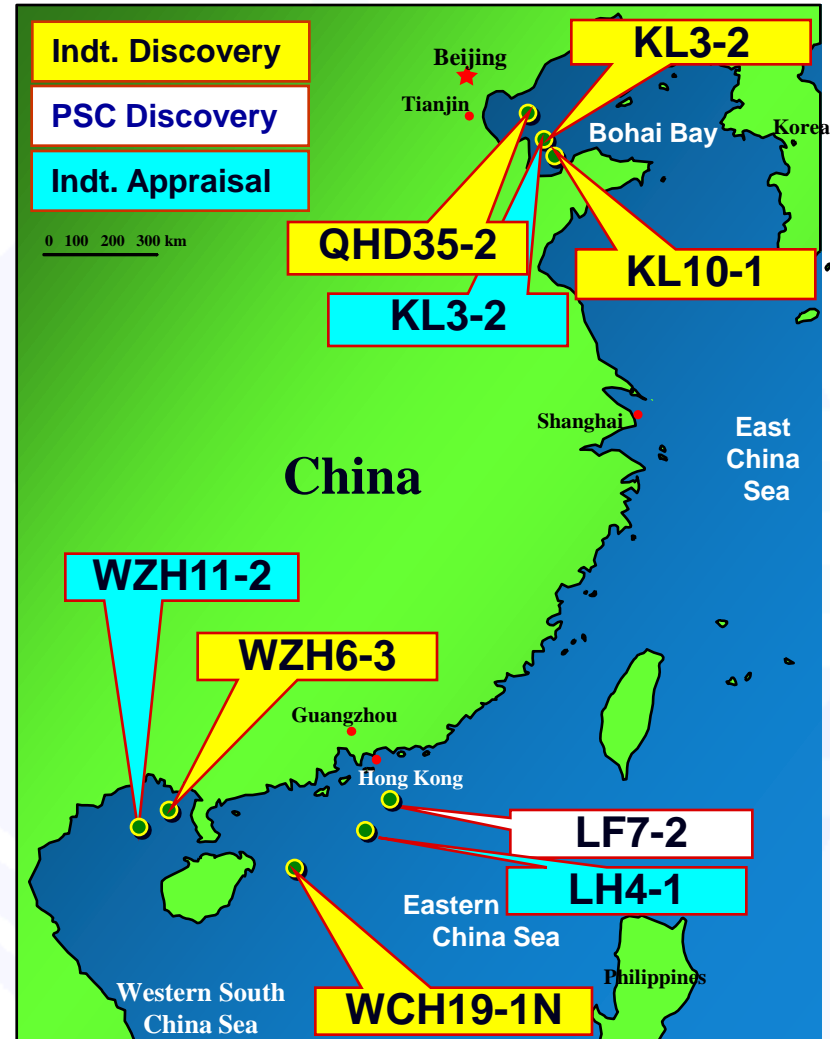 Indt. Discovery
PSC Discovery
Indt. Appraisal
0 100 200 300 km
Beijing
Tianjin
KL3-2
Bohai Bay
Korea
QHD35-2
KL10-1
KL3-2
Shanghai
East
China
Sea
China
WZH11-2
WZH6-3
Guangzhou
Hong Kong
LF7-2
LH4-1
Eastern
China Sea
Philippines
Western South
China Sea
WCH19-1N